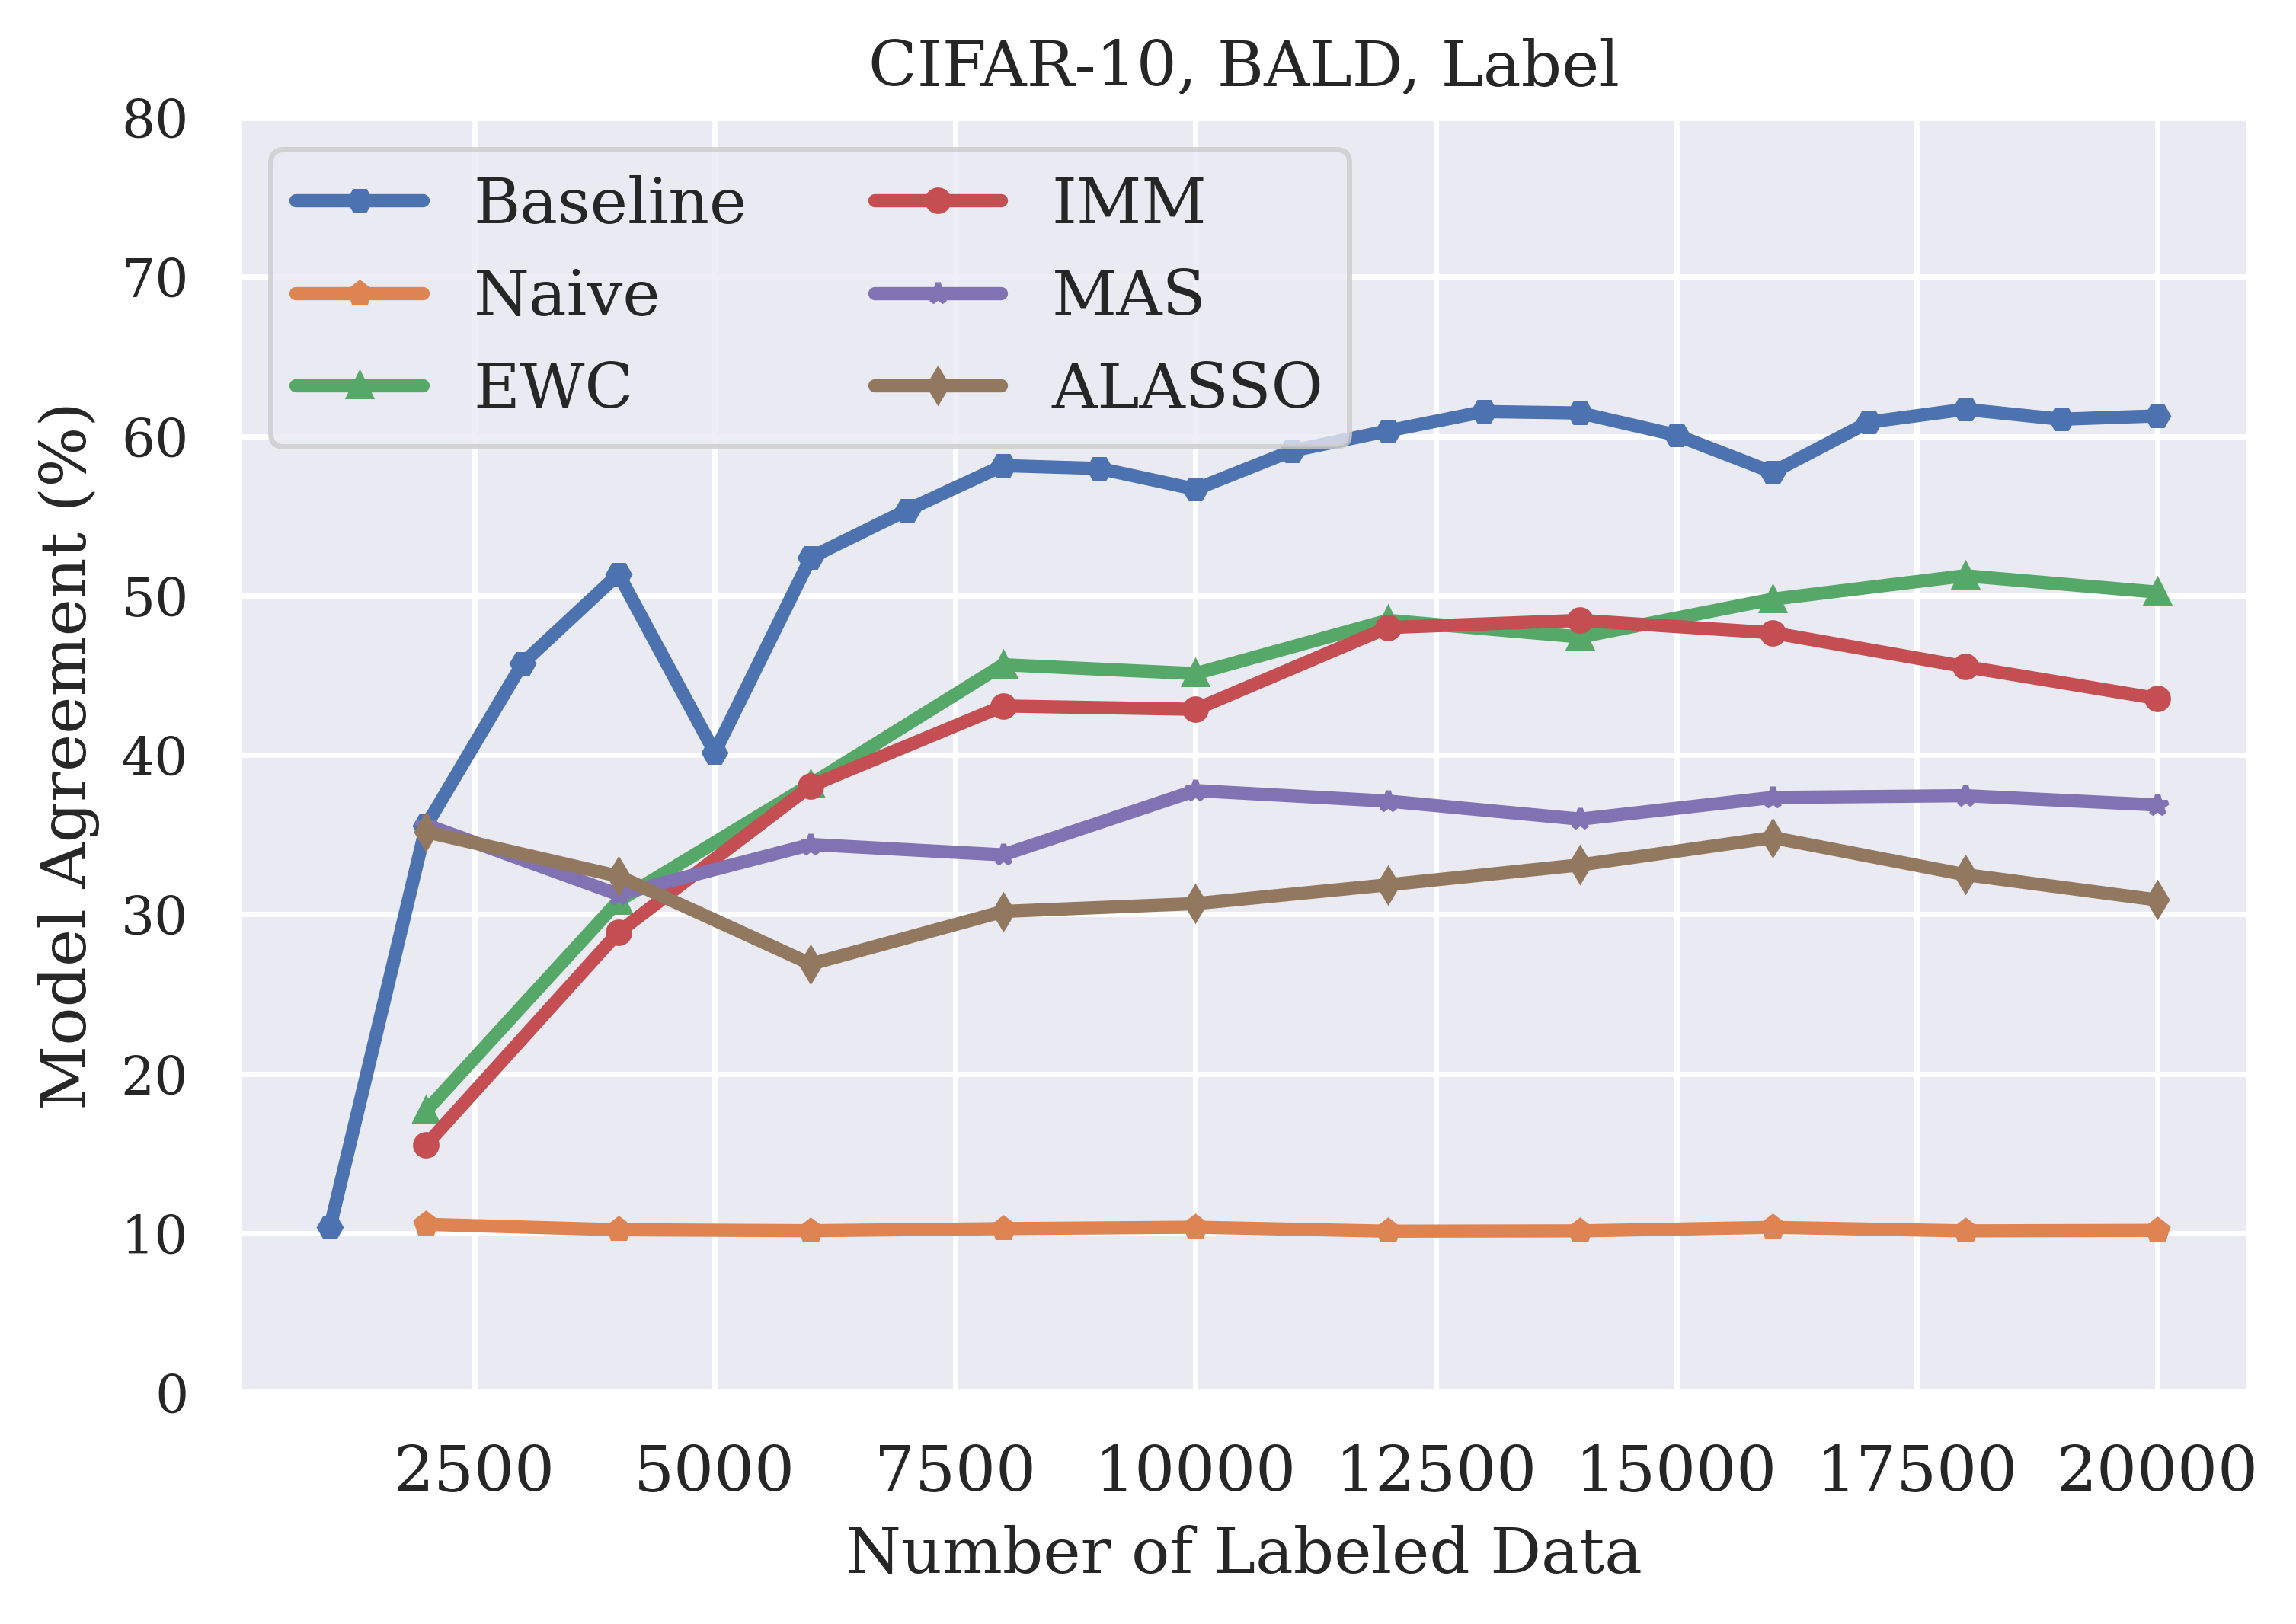 CIFAR-10, BALD, Label
80
70
60
50
40
30
20
10
0
Model Agreement (%)
Baseline
Naive
EWC
IMM
MAS
ALASSO
2500 5000 7500 10000 12500 15000 17500 20000
Number of Labeled Data